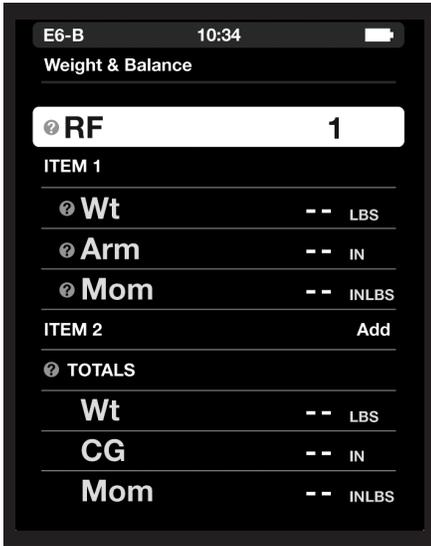 E6-B 10:34
Weight & Balance
? RF 1
ITEM 1
? Wt -- LBS
? Arm -- IN
? Mom -- INLBS
ITEM 2 Add
? TOTALS
Wt -- LBS
CG -- IN
Mom -- INLBS